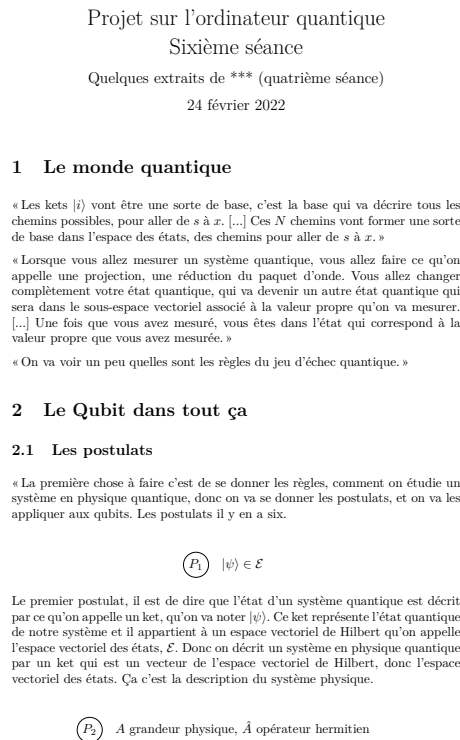 Projet sur l'ordinateur quantique
Sixième séance
Quelques extraits de *** (quatrième séance)
24 février 2022
1 Le monde quantique
« Les kets |i⟩ vont être une sorte de base, c'est la base qui va décrire tous les
chemins possibles, pour aller de s à x. [...] Ces N chemins vont former une sorte
de base dans l'espace des états, des chemins pour aller de s à x. »
« Lorsque vous allez mesurer un système quantique, vous allez faire ce qu'on
appelle une projection, une réduction du paquet d'onde. Vous allez changer
complètement votre état quantique, qui va devenir un autre état quantique qui
sera dans le sous-espace vectoriel associé à la valeur propre qu'on va mesurer.
[...] Une fois que vous avez mesuré, vous êtes dans l'état qui correspond à la
valeur propre que vous avez mesurée. »
« On va voir un peu quelles sont les règles du jeu d'échec quantique. »
2 Le Qubit dans tout ça
2.1 Les postulats
« La première chose à faire c'est de se donner les règles, comment on étudie un
système en physique quantique, donc on va se donner les postulats, et on va les
appliquer aux qubits. Les postulats il y en a six.
P₁ |ψ⟩ ∈ ℰ
Le premier postulat, il est de dire que l'état d'un système quantique est décrit
par ce qu'on appelle un ket, qu'on va noter |ψ⟩. Ce ket représente l'état quantique
de notre système et il appartient à un espace vectoriel de Hilbert qu'on appelle
l'espace vectoriel des états, ℰ. Donc on décrit un système en physique quantique
par un ket qui est un vecteur de l'espace vectoriel de Hilbert, donc l'espace
vectoriel des états. Ça c'est la description du système physique.
P₂ A grandeur physique, Â opérateur hermitien